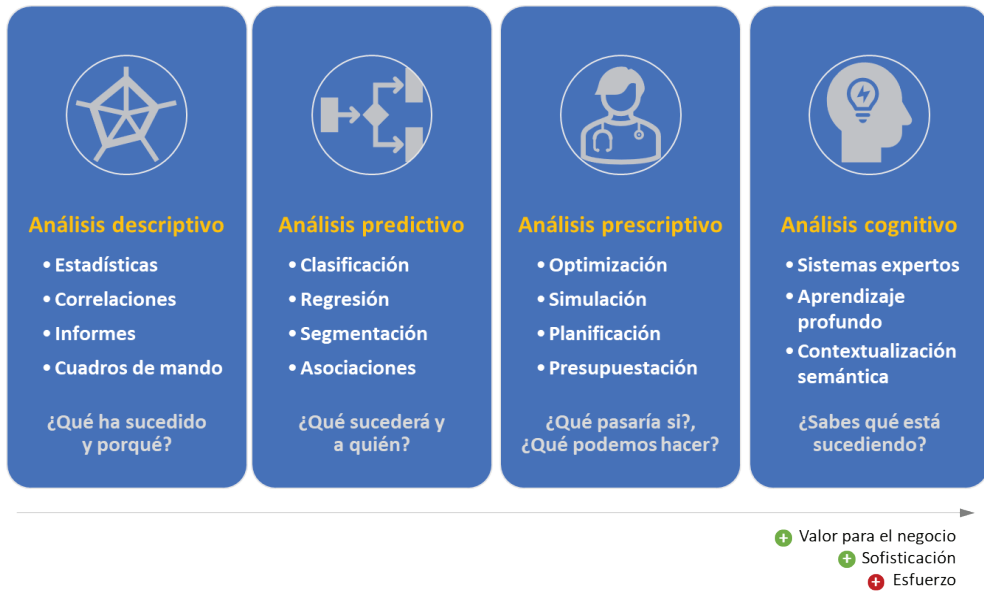 Análisis descriptivo
• Estadísticas
• Correlaciones
• Informes
• Cuadros de mando
¿Qué ha sucedido
y porqué?
Análisis predictivo
• Clasificación
• Regresión
• Segmentación
• Asociaciones
¿Qué sucederá y
a quién?
Análisis prescriptivo
• Optimización
• Simulación
• Planificación
• Presupuestación
¿Qué pasaría si?,
¿Qué podemos hacer?
Análisis cognitivo
• Sistemas expertos
• Aprendizaje
profundo
• Contextualización
semántica
¿Sabes qué está
sucediendo?
+ Valor para el negocio
+ Sofisticación
+ Esfuerzo